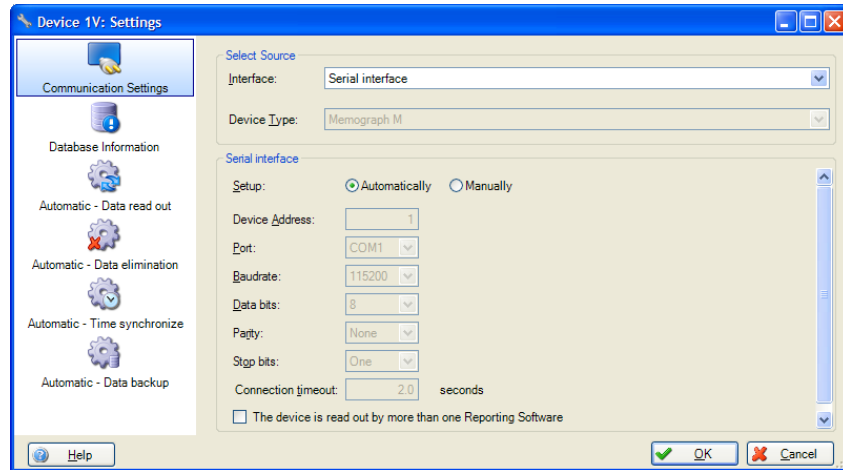 Device 1V: Settings
Communication Settings
Database Information
Automatic - Data read out
Automatic - Data elimination
Automatic - Time synchronize
Automatic - Data backup
Select Source
Interface: Serial interface
Device Type: Memograph M
Serial interface
Setup: Automatically Manually
Device Address: 1
Port: COM1
Baudrate: 115200
Data bits: 8
Parity: None
Stop bits: One
Connection timeout: 2.0 seconds
The device is read out by more than one Reporting Software
Help OK Cancel